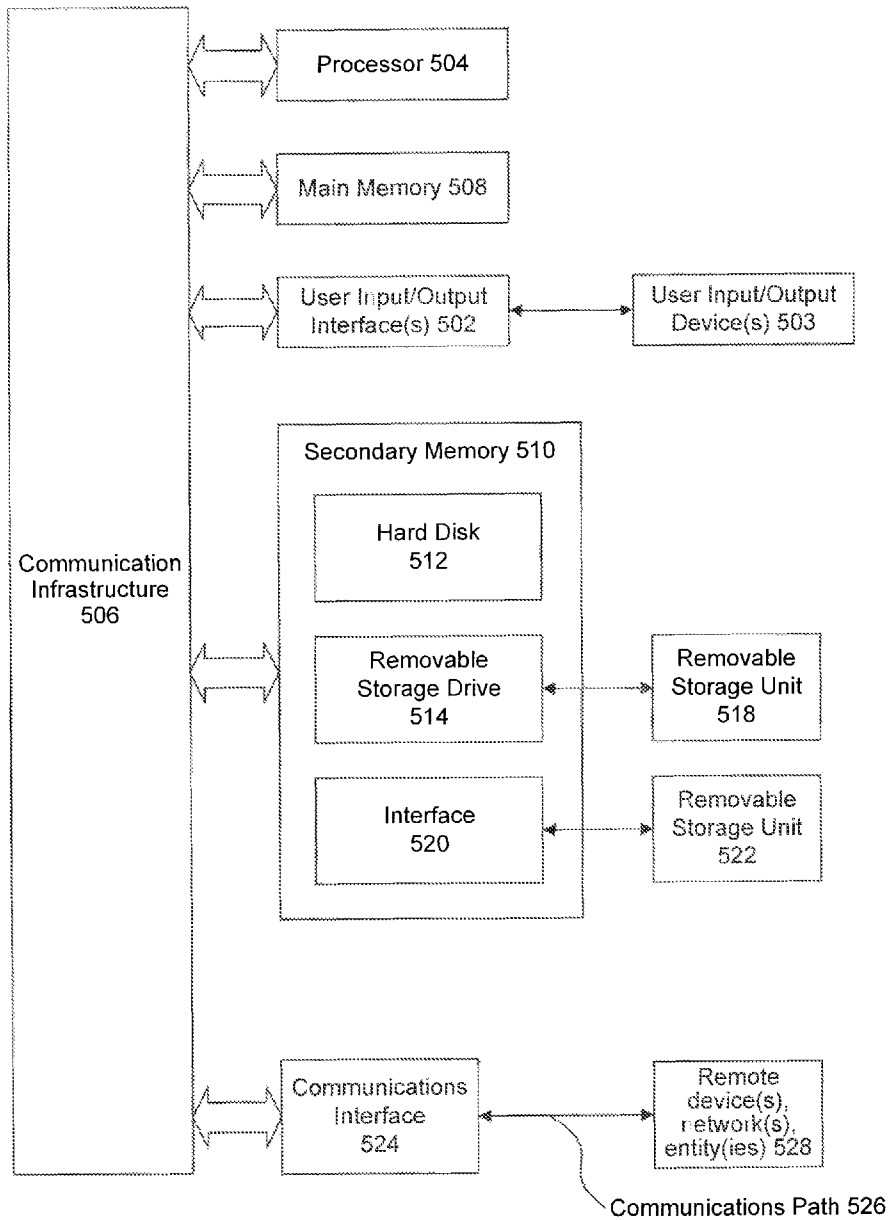 Processor 504
Main Memory 508
User Input/Output
Interface(s) 502
User Input/Output
Device(s) 503
Secondary Memory 510
Hard Disk
512
Communication
Infrastructure
506
Removable
Storage Drive
514
Removable
Storage Unit
518
Interface
520
Removable
Storage Unit
522
Communications
Interface
524
Remote
device(s),
network(s),
entity(ies) 528
Communications Path 526